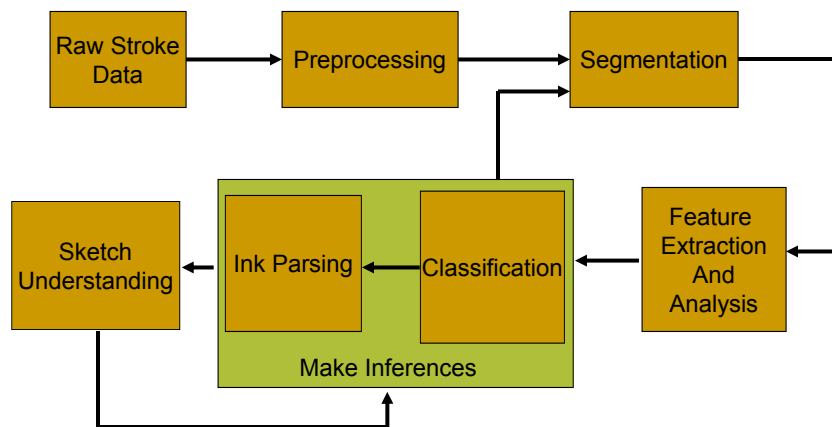 Raw Stroke
Data
Preprocessing
Segmentation
Sketch
Understanding
Ink Parsing
Classification
Feature
Extraction
And
Analysis
Make Inferences